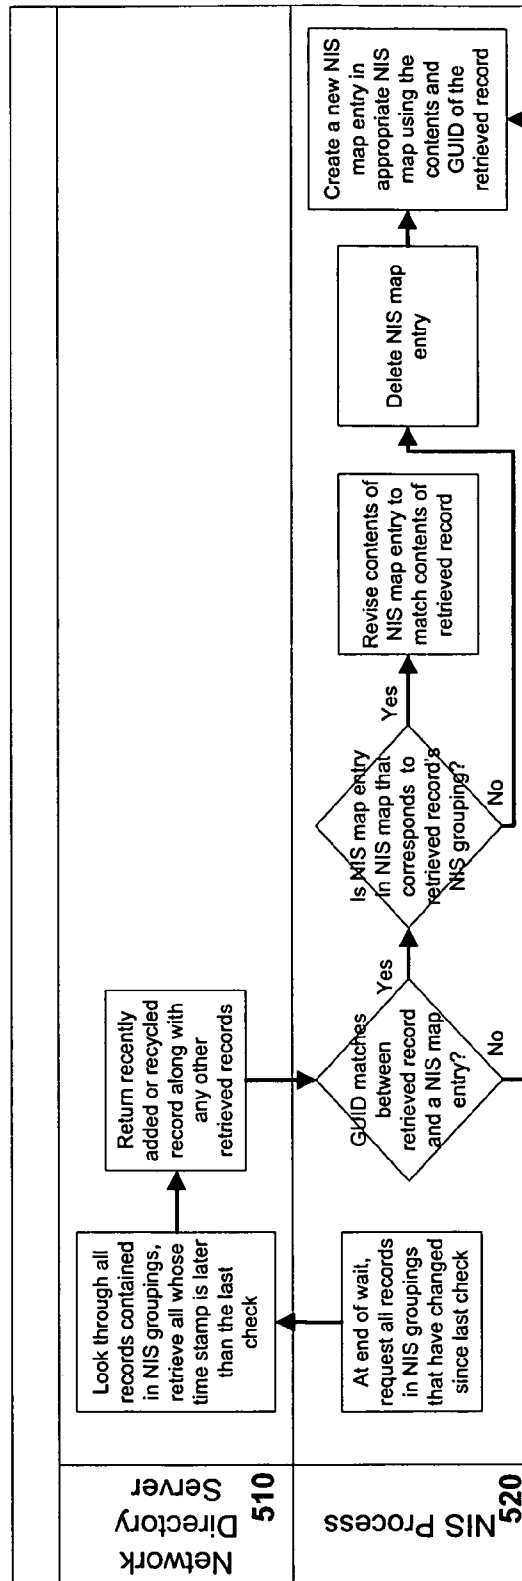 Network
Directory
Server
510
Look through all
records contained
in NIS groupings,
retrieve all whose
time stamp is later
than the last
check
Return recently
added or recycled
record along with
any other
retrieved records
NIS Process
520
At end of wait,
request all records
in NIS groupings
that have changed
since last check
GUID matches
between
retrieved record
and a NIS map
entry?
Yes
No
Is NIS map entry
in NIS map that
corresponds to
retrieved record's
NIS grouping?
Yes
No
Revise contents of
NIS map entry to
match contents of
retrieved record
Delete NIS map
entry
Create a new NIS
map entry in
appropriate NIS
map using the
contents and
GUID of the
retrieved record